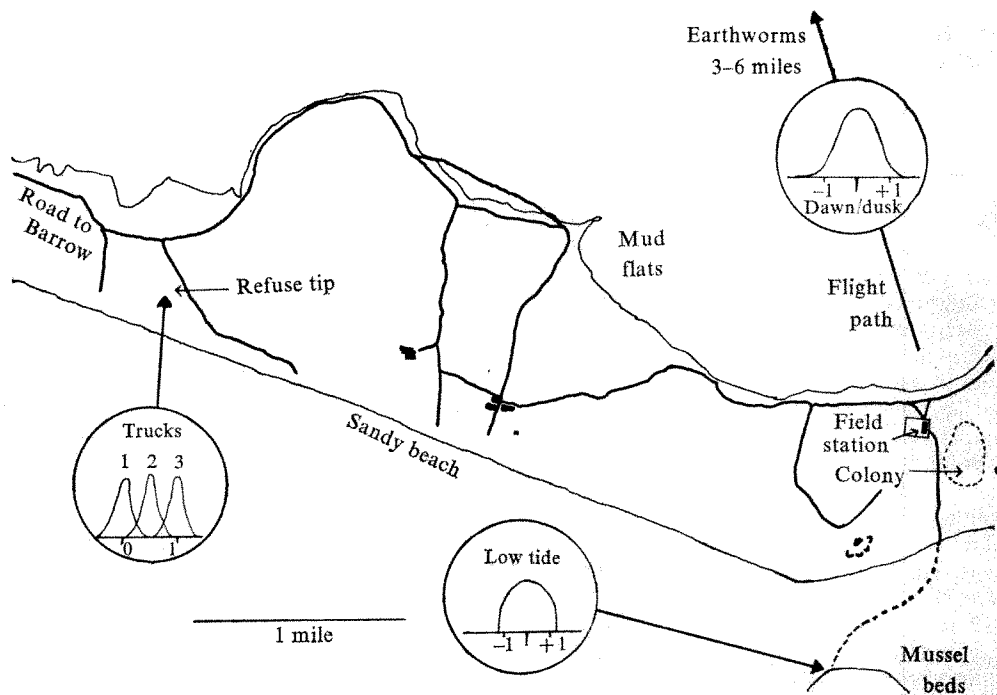 Earthworms
3–6 miles
−1 +1
Dawn/dusk
Road to
Barrow
Refuse tip
Mud
flats
Flight
path
Trucks
1 2 3
0 1
Sandy beach
Field
station
Colony
Low tide
−1 +1
1 mile
Mussel
beds